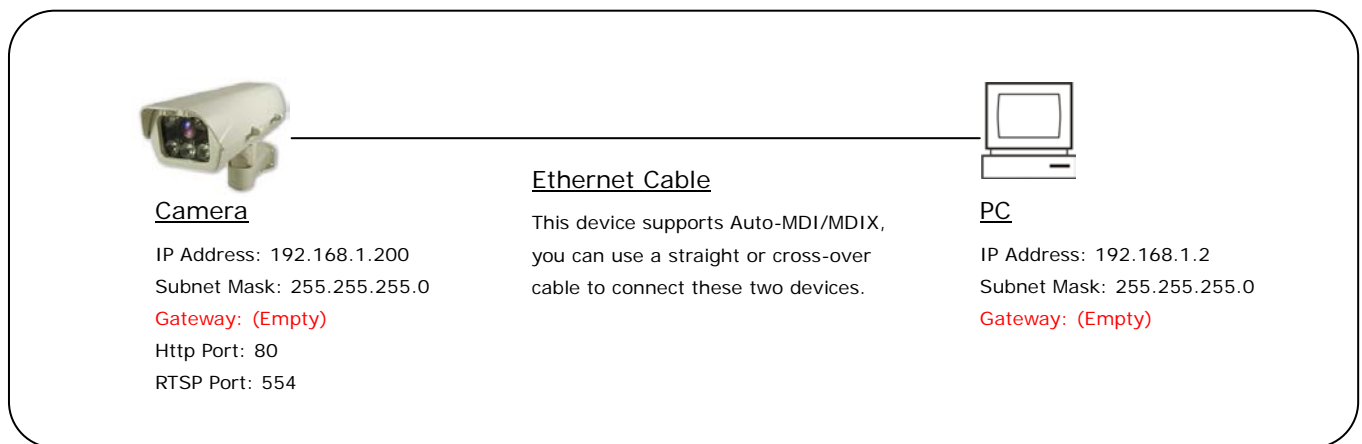 Camera
IP Address: 192.168.1.200
Subnet Mask: 255.255.255.0
Gateway: (Empty)
Http Port: 80
RTSP Port: 554
Ethernet Cable
This device supports Auto-MDI/MDIX,
you can use a straight or cross-over
cable to connect these two devices.
PC
IP Address: 192.168.1.2
Subnet Mask: 255.255.255.0
Gateway: (Empty)